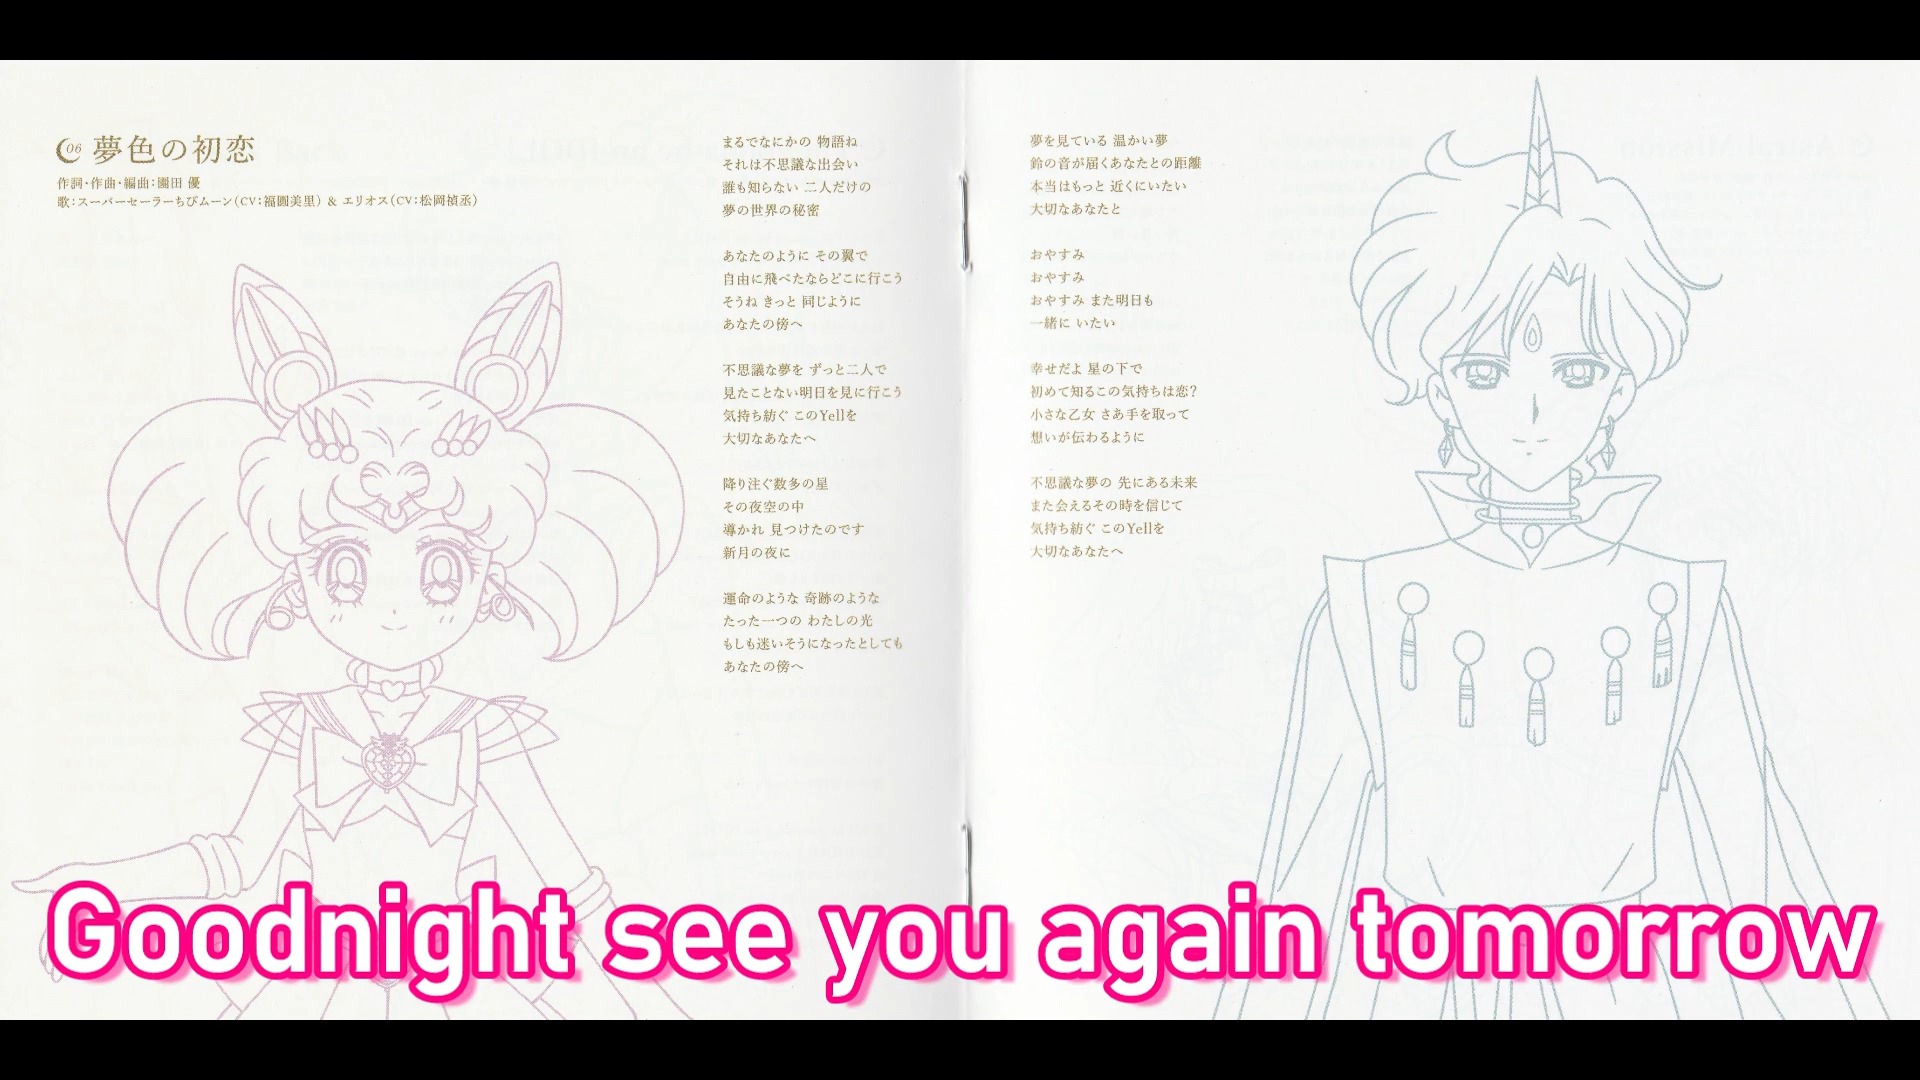 06 夢色の初恋
作詞・作曲・編曲：園田 優
歌：スーパーセーラーちびムーン（CV：福圓美里） & エリオス（CV：松岡禎丞）
まるでなにかの 物語ね
それは不思議な出会い
誰も知らない 二人だけの
夢の世界の秘密
あなたのように その翼で
自由に飛べたならどこに行こう
そうね きっと 同じように
あなたの傍へ
不思議な夢を ずっと二人で
見たことない明日を見に行こう
気持ち紡ぐ このYellを
大切なあなたへ
降り注ぐ数多の星
その夜空の中
導かれ 見つけたのです
新月の夜に
運命のような 奇跡のような
たった一つの わたしの光
もしも迷いそうになったとしても
あなたの傍へ
夢を見ている 温かい夢
鈴の音が届くあなたとの距離
本当はもっと 近くにいたい
大切なあなたと
おやすみ
おやすみ
おやすみ また明日も
一緒に いたい
幸せだよ 星の下で
初めて知るこの気持ちは恋？
小さな乙女 さあ手を取って
想いが伝わるように
不思議な夢の 先にある未来
また会えるその時を信じて
気持ち紡ぐ このYellを
大切なあなたへ
Goodnight see you again tomorrow